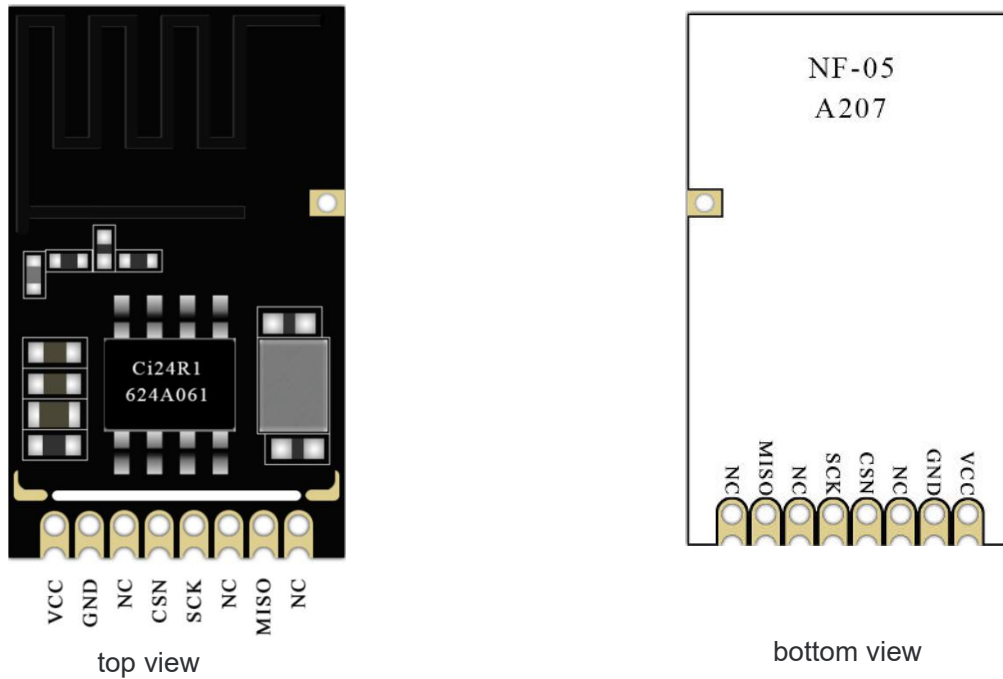 Ci24R1
624A061
VCC GND NC CSN SCK NC MISO NC
top view
NF-05
A207
NC MISO NC SCK CSN NC GND VCC
bottom view